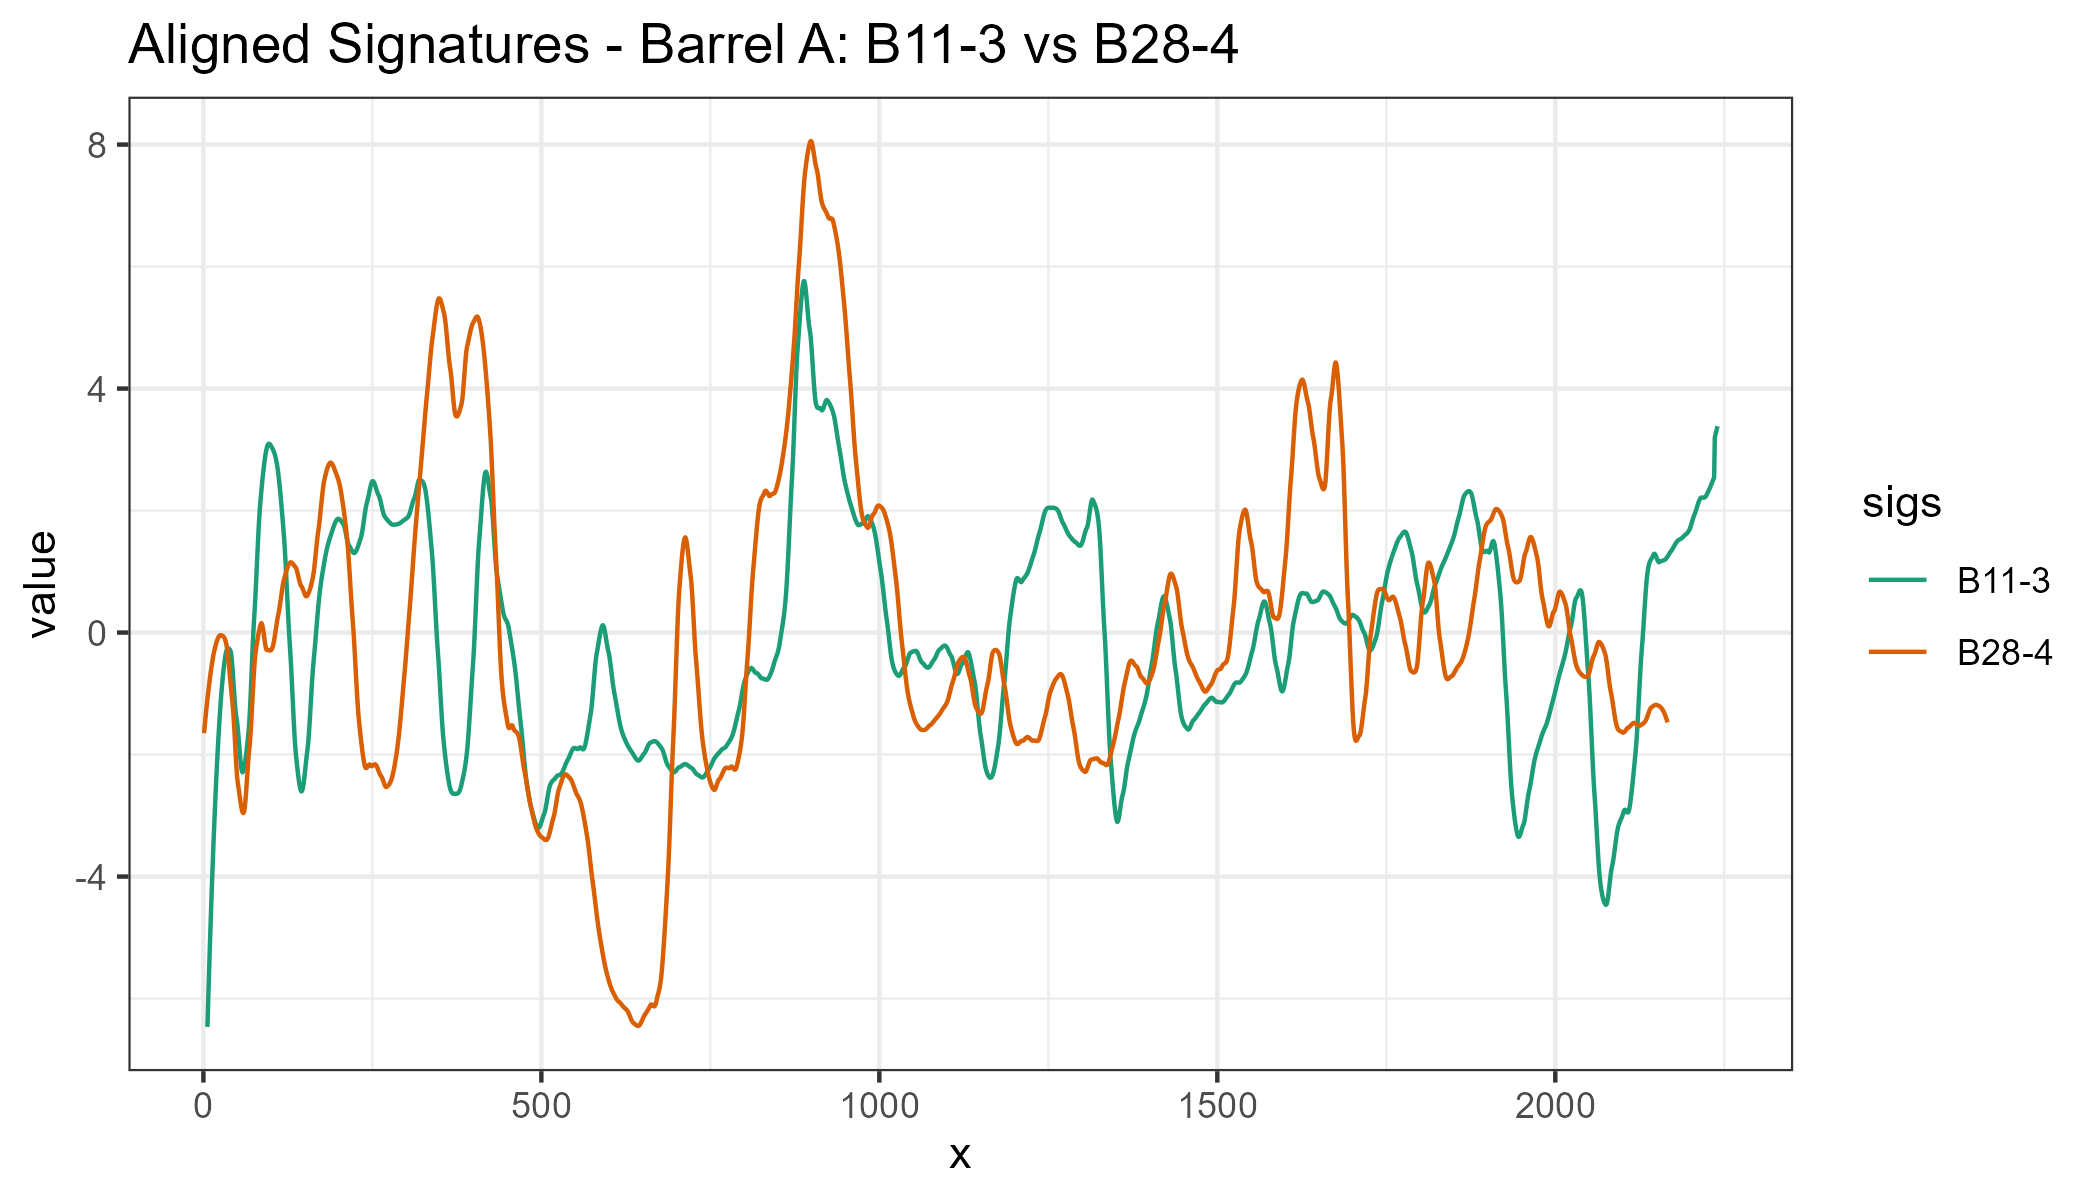 Aligned Signatures - Barrel A: B11-3 vs B28-4
8
4
0
-4
value
0 500 1000 1500 2000
x
sigs
B11-3
B28-4